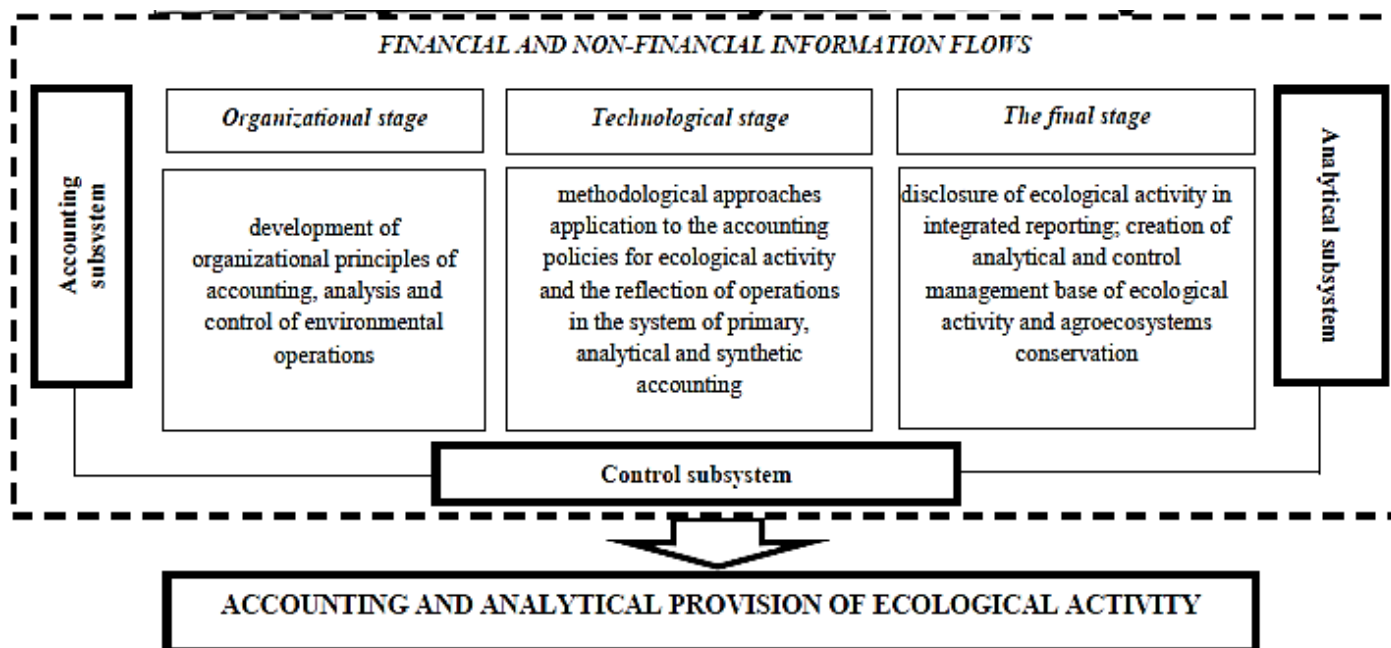 FINANCIAL AND NON-FINANCIAL INFORMATION FLOWS
Accounting
subsystem
Organizational stage
development of
organizational principles of
accounting, analysis and
control of environmental
operations
Technological stage
methodological approaches
application to the accounting
policies for ecological activity
and the reflection of operations
in the system of primary,
analytical and synthetic
accounting
The final stage
disclosure of ecological activity in
integrated reporting; creation of
analytical and control
management base of ecological
activity and agroecosystems
conservation
Analytical subsystem
Control subsystem
ACCOUNTING AND ANALYTICAL PROVISION OF ECOLOGICAL ACTIVITY